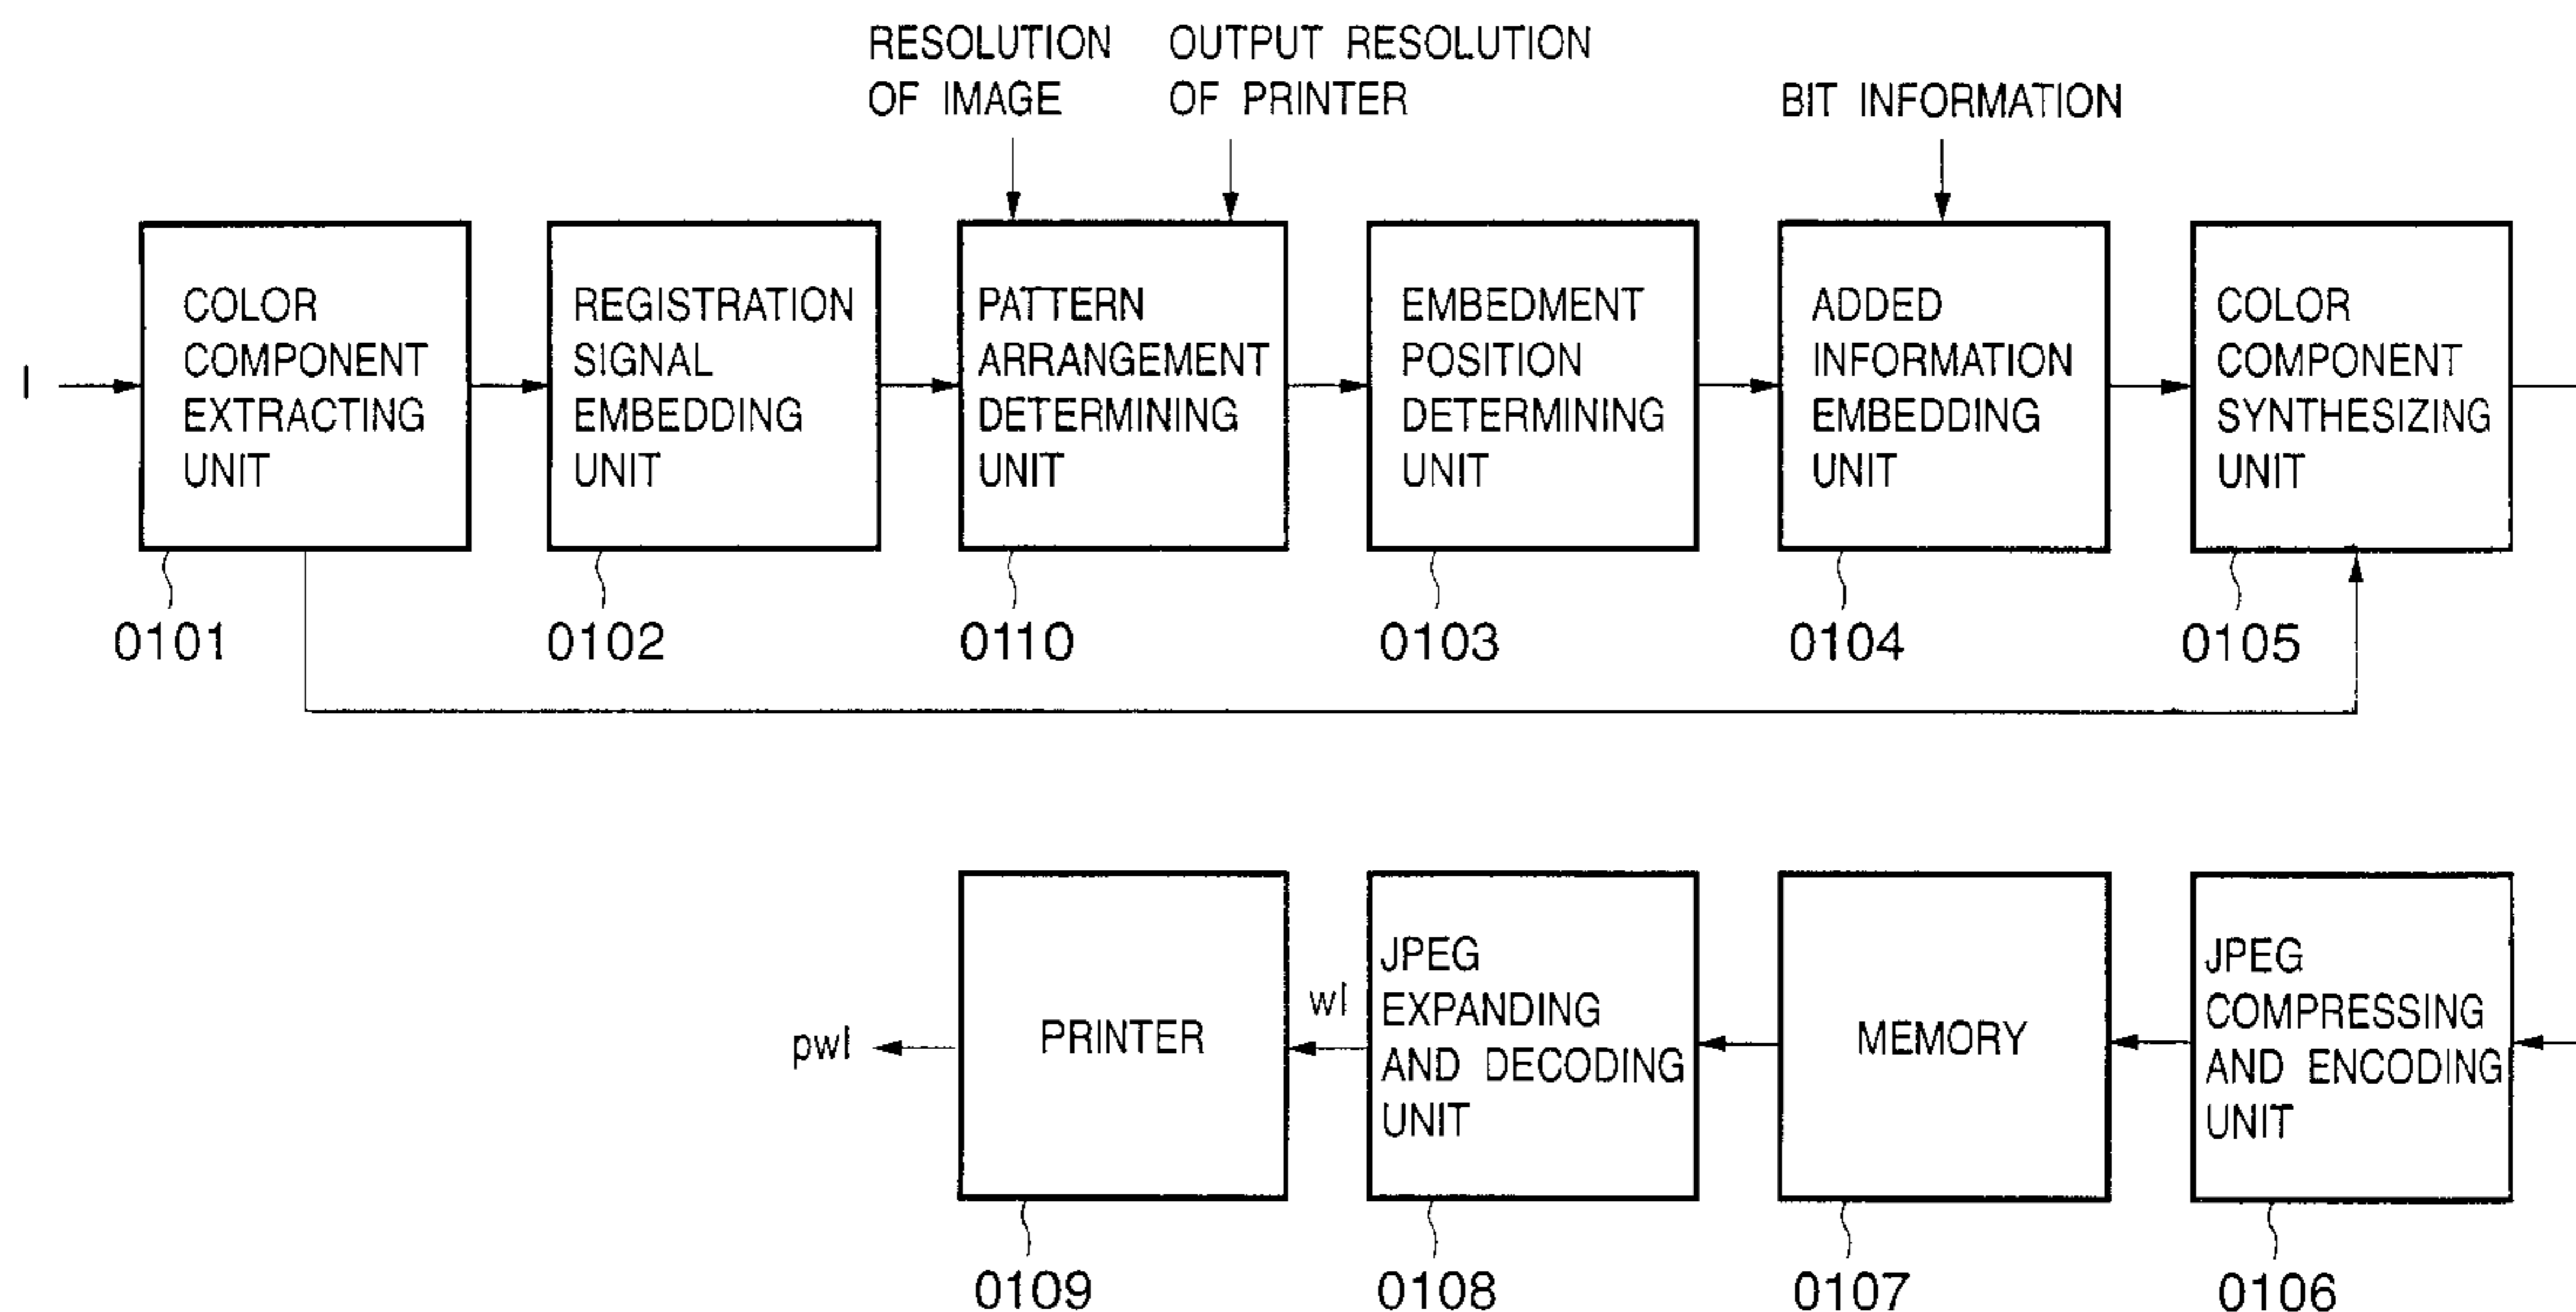 RESOLUTION
OF IMAGE
OUTPUT RESOLUTION
OF PRINTER
BIT INFORMATION
I
COLOR
COMPONENT
EXTRACTING
UNIT
REGISTRATION
SIGNAL
EMBEDDING
UNIT
PATTERN
ARRANGEMENT
DETERMINING
UNIT
EMBEDMENT
POSITION
DETERMINING
UNIT
ADDED
INFORMATION
EMBEDDING
UNIT
COLOR
COMPONENT
SYNTHESIZING
UNIT
0101
0102
0110
0103
0104
0105
pwI
PRINTER
wI
JPEG
EXPANDING
AND DECODING
UNIT
MEMORY
JPEG
COMPRESSING
AND ENCODING
UNIT
0109
0108
0107
0106